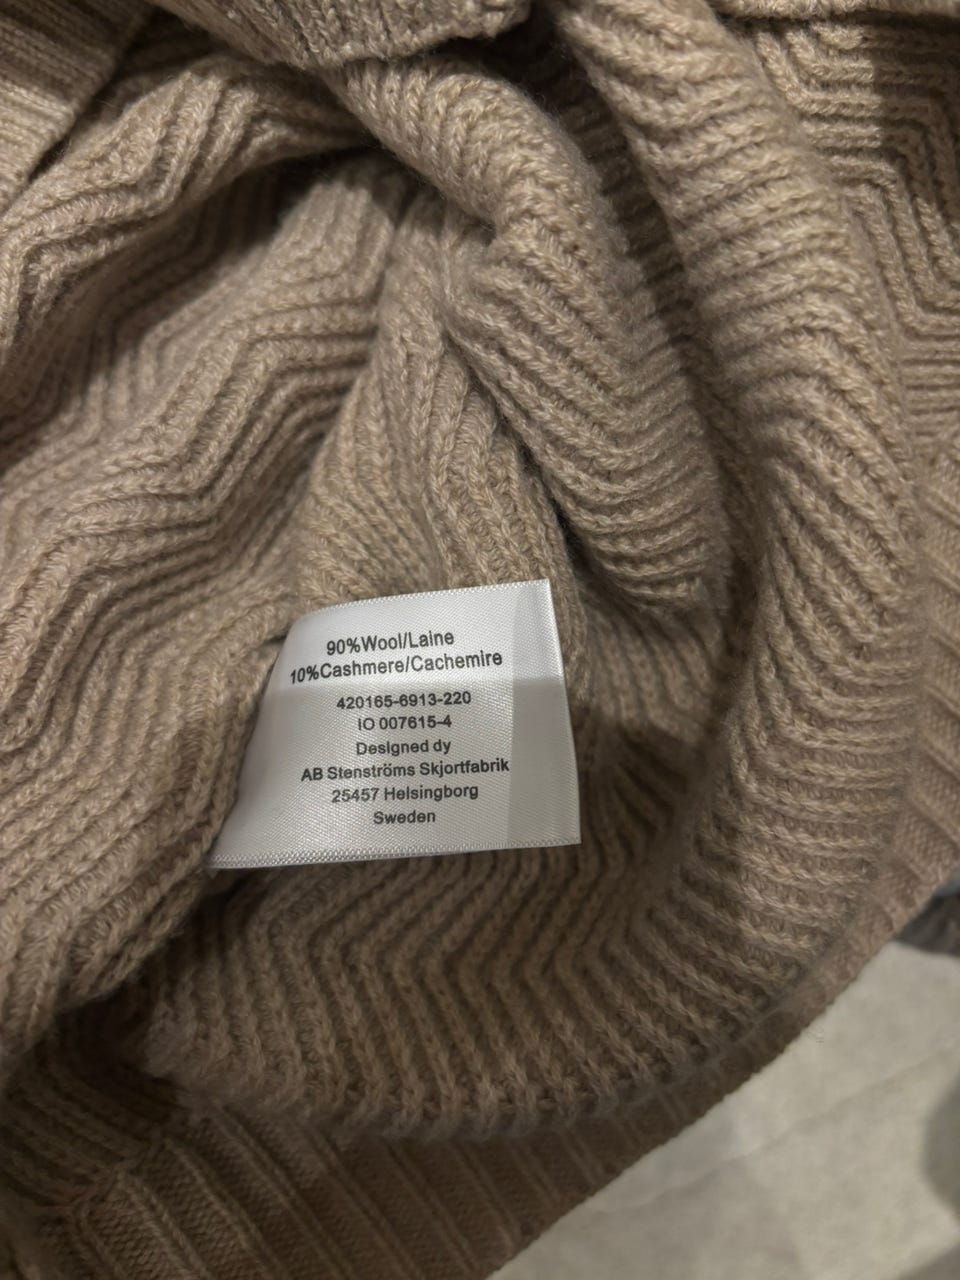 90%Wool/Laine
10%Cashmere/Cachemire
420165-6913-220
IO 007615-4
Designed dy
AB Stenströms Skjortfabrik
25457 Helsingborg
Sweden